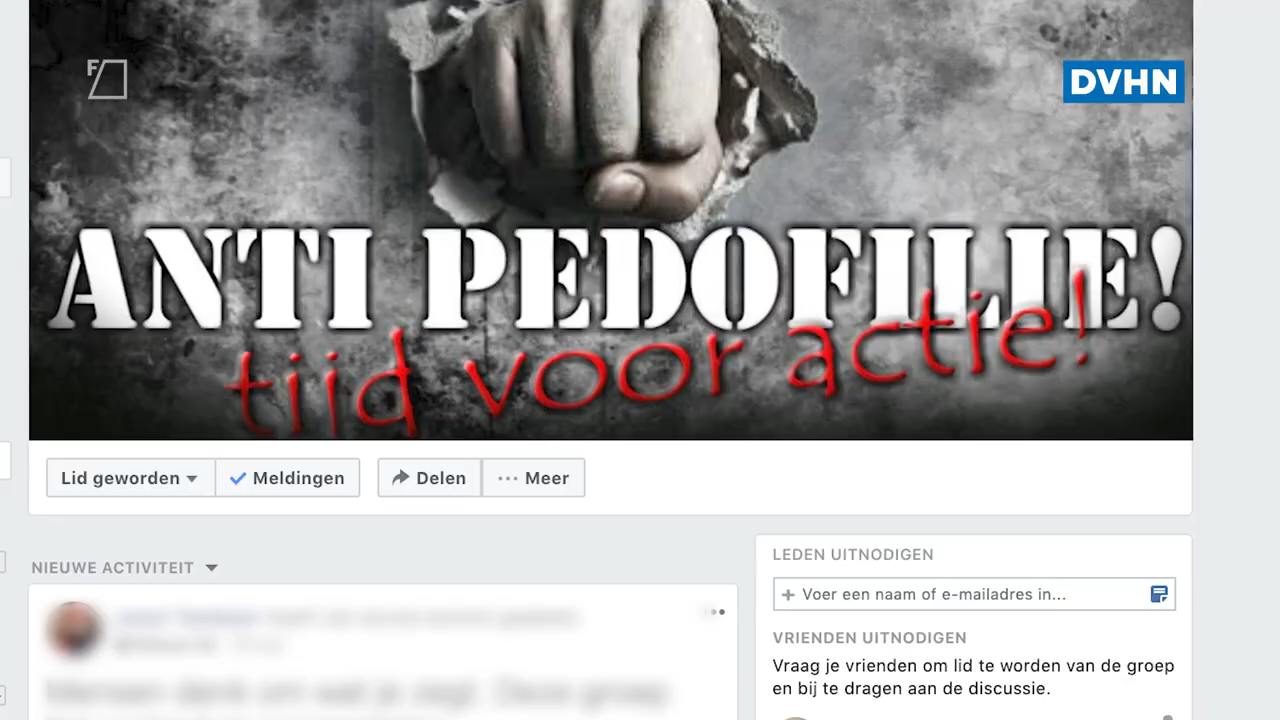 DVHN
ANTI PEDOFILIE!
tijd voor actie!
Lid geworden
Meldingen
Delen
Meer
NIEUWE ACTIVITEIT
LEDEN UITNODIGEN
+ Voer een naam of e-mailadres in...
VRIENDEN UITNODIGEN
Vraag je vrienden om lid te worden van de groep
en bij te dragen aan de discussie.